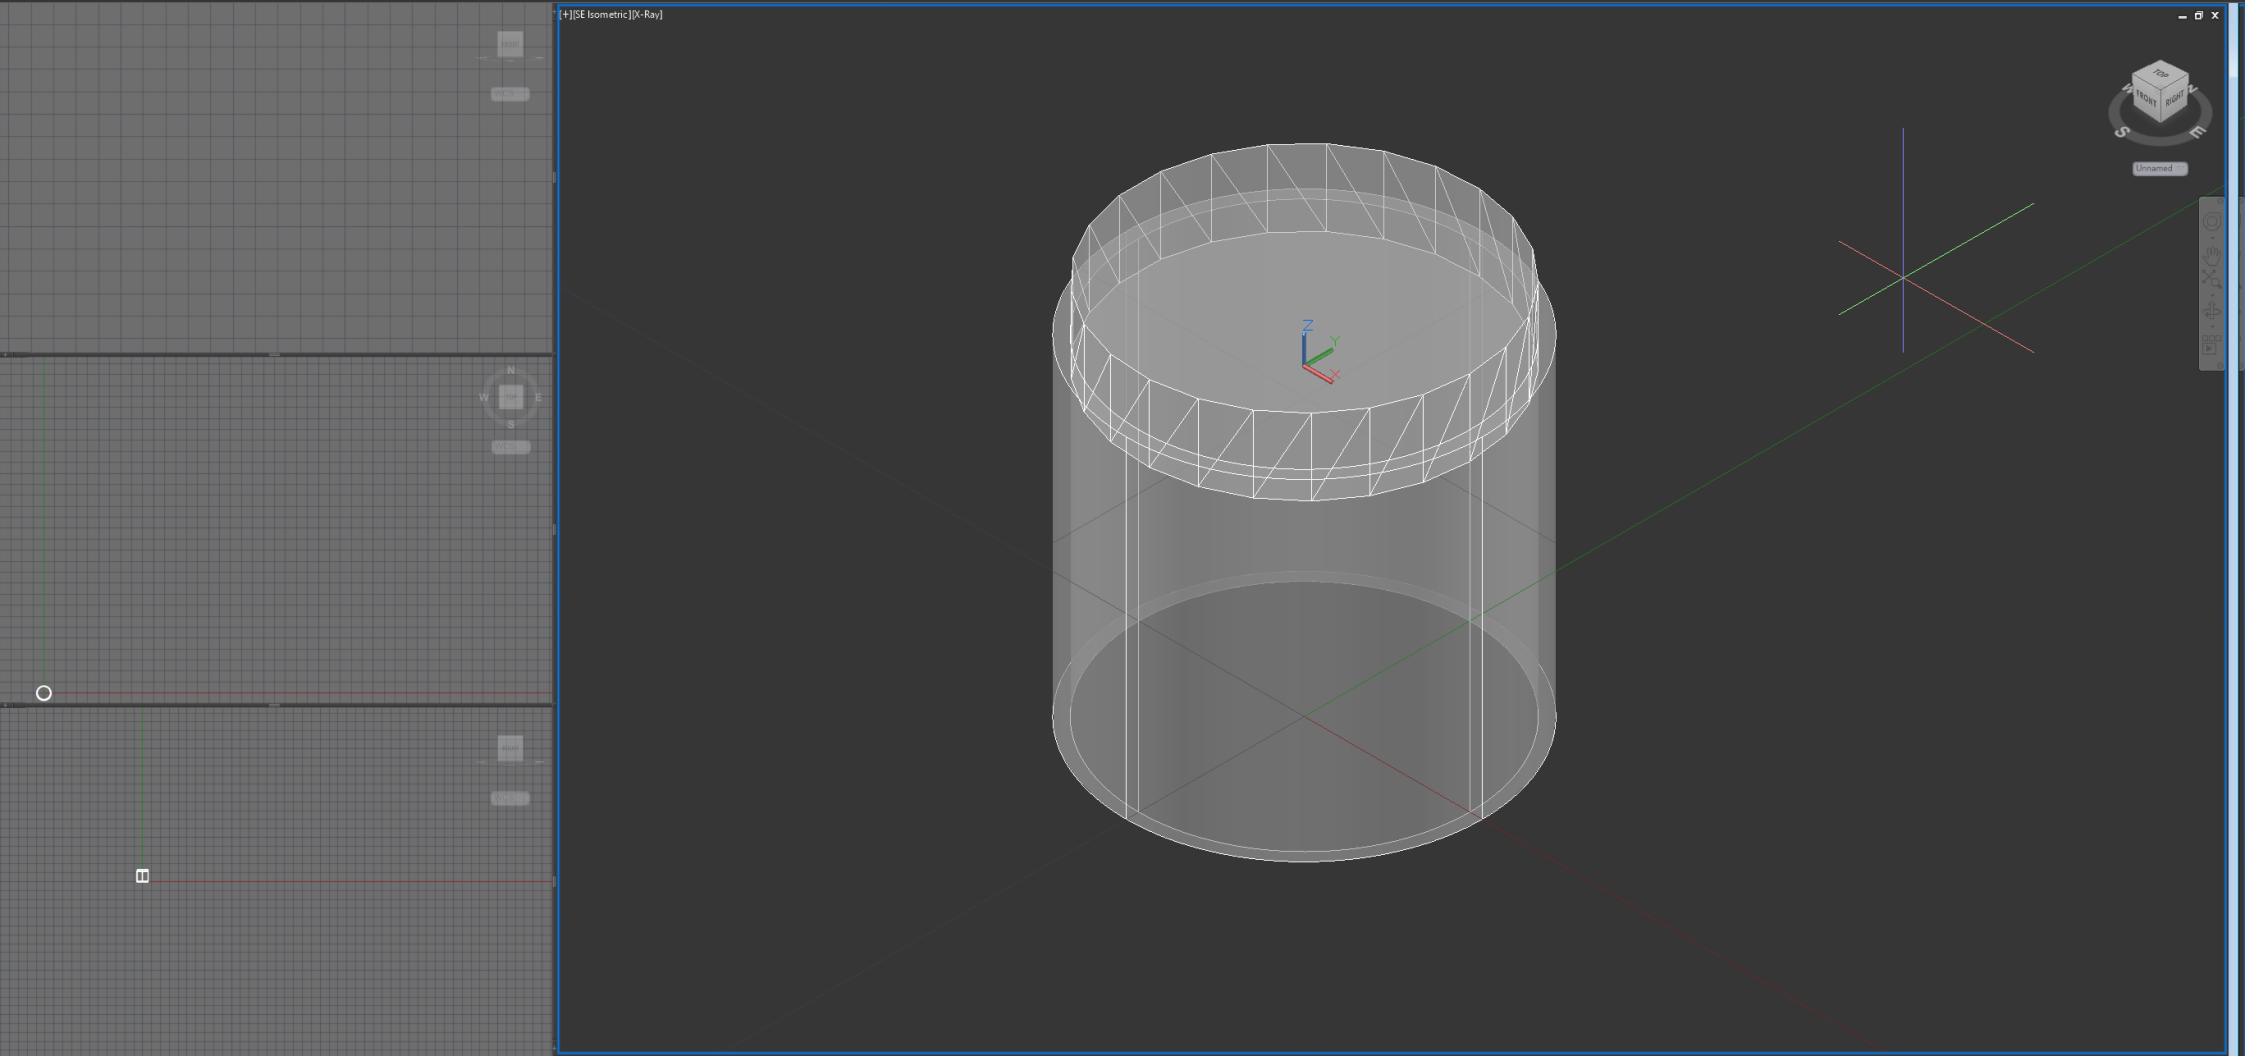 [+][SE Isometric][X-Ray]
TOP
FRONT
RIGHT
W
N
S
E
Unnamed
Z
Y
X
N
W
E
S